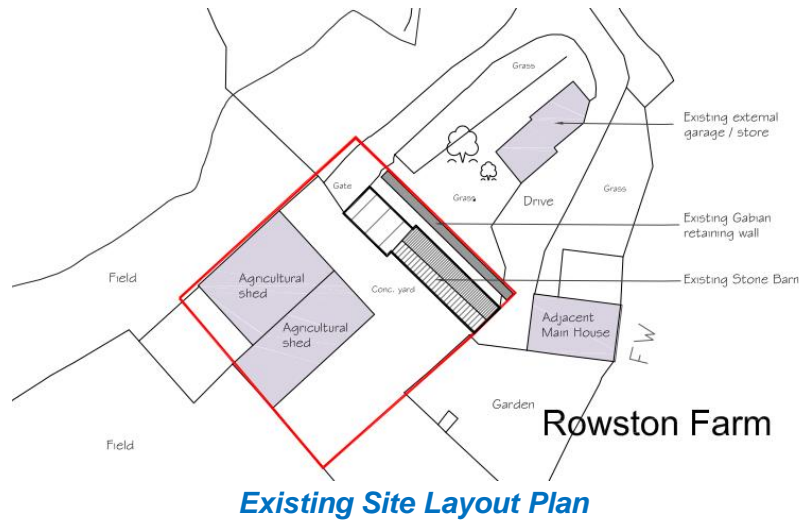 Grass
Existing external
garage / store
Grass
Gate
Grass
Drive
Existing Gabian
retaining wall
Field
Agricultural
shed
Conc. yard
Existing Stone Barn
Agricultural
shed
Adjacent
Main House
FW
Garden
Rowston Farm
Field
Existing Site Layout Plan